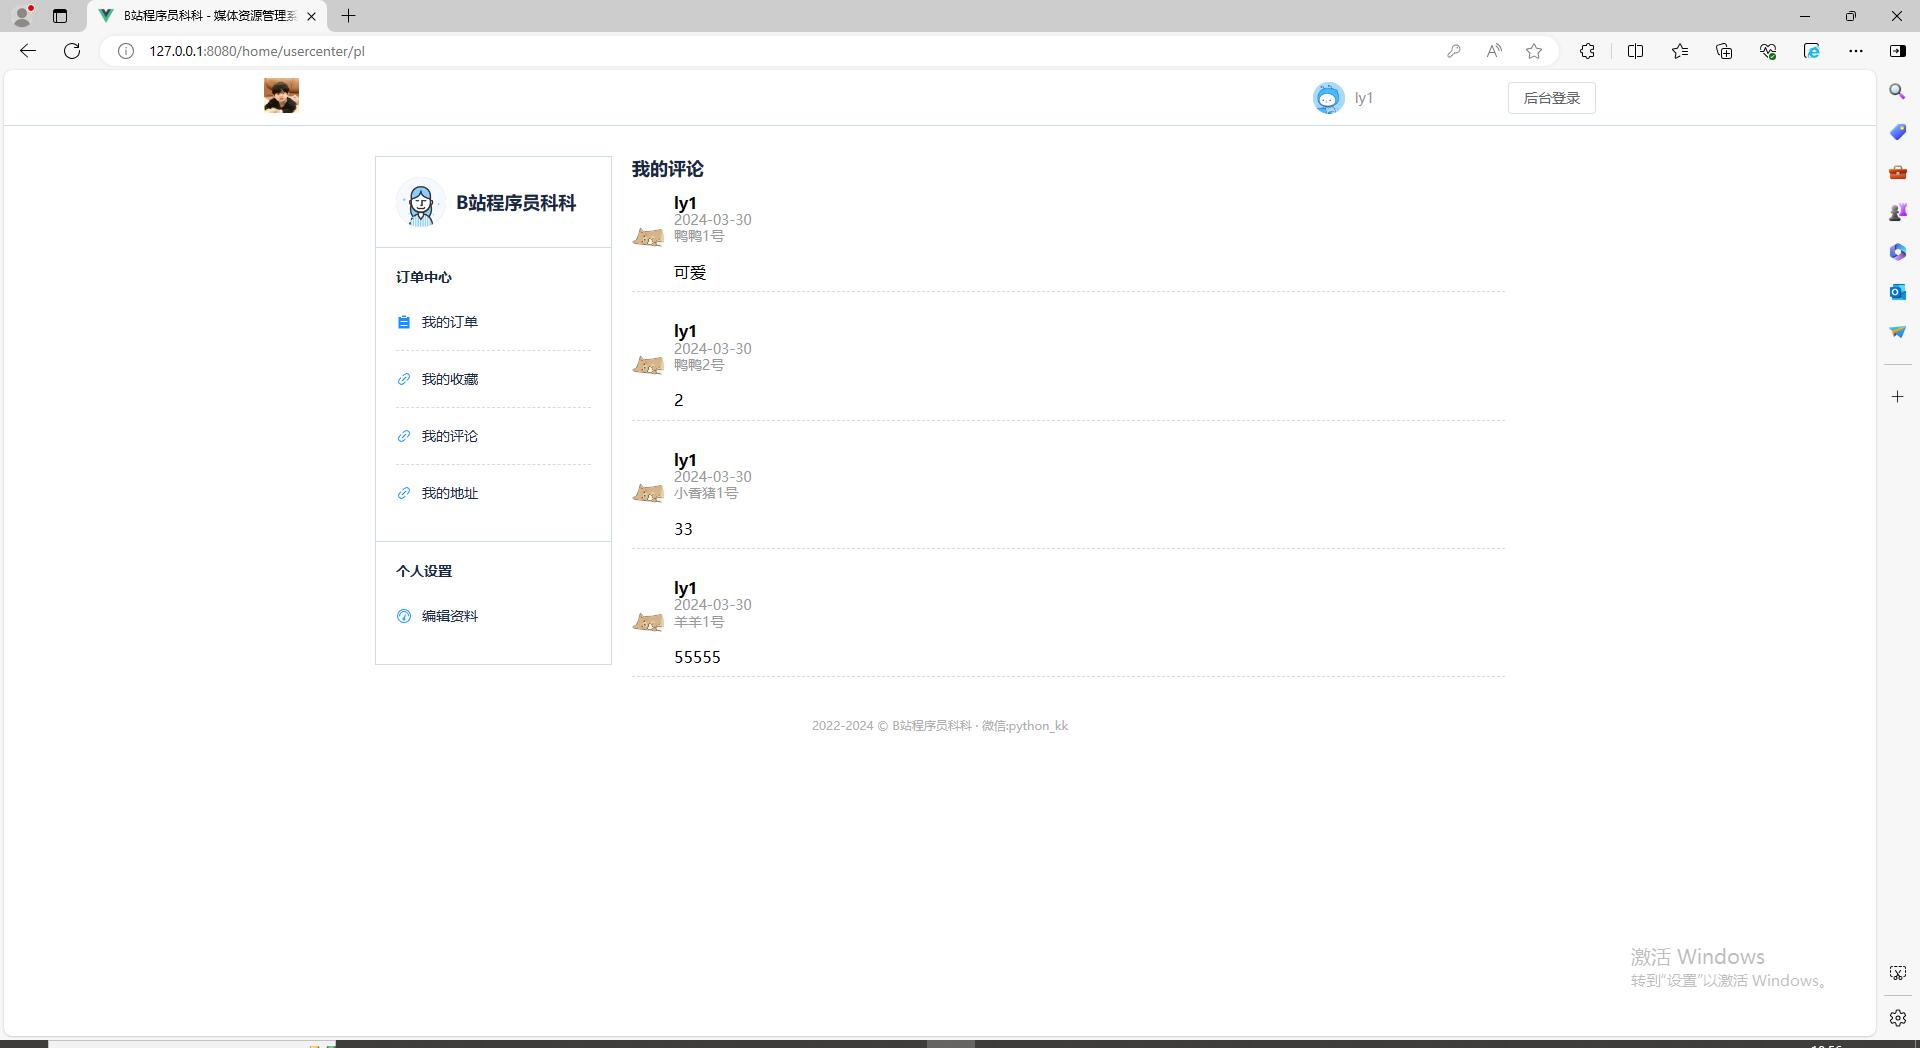 B站程序员科科 - 媒体资源管理系
127.0.0.1:8080/home/usercenter/pl
ly1
后台登录
B站程序员科科
订单中心
我的订单
我的收藏
我的评论
我的地址
个人设置
编辑资料
我的评论
ly1
2024-03-30
鸭鸭1号
可爱
ly1
2024-03-30
鸭鸭2号
2
ly1
2024-03-30
小香猪1号
33
ly1
2024-03-30
羊羊1号
55555
2022-2024 © B站程序员科科 · 微信:python_kk
激活 Windows
转到"设置"以激活 Windows。